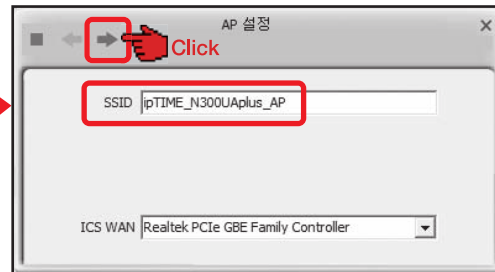 AP 설정
Click
SSID ipTIME_N300UAplus_AP
ICS WAN Realtek PCIe GBE Family Controller